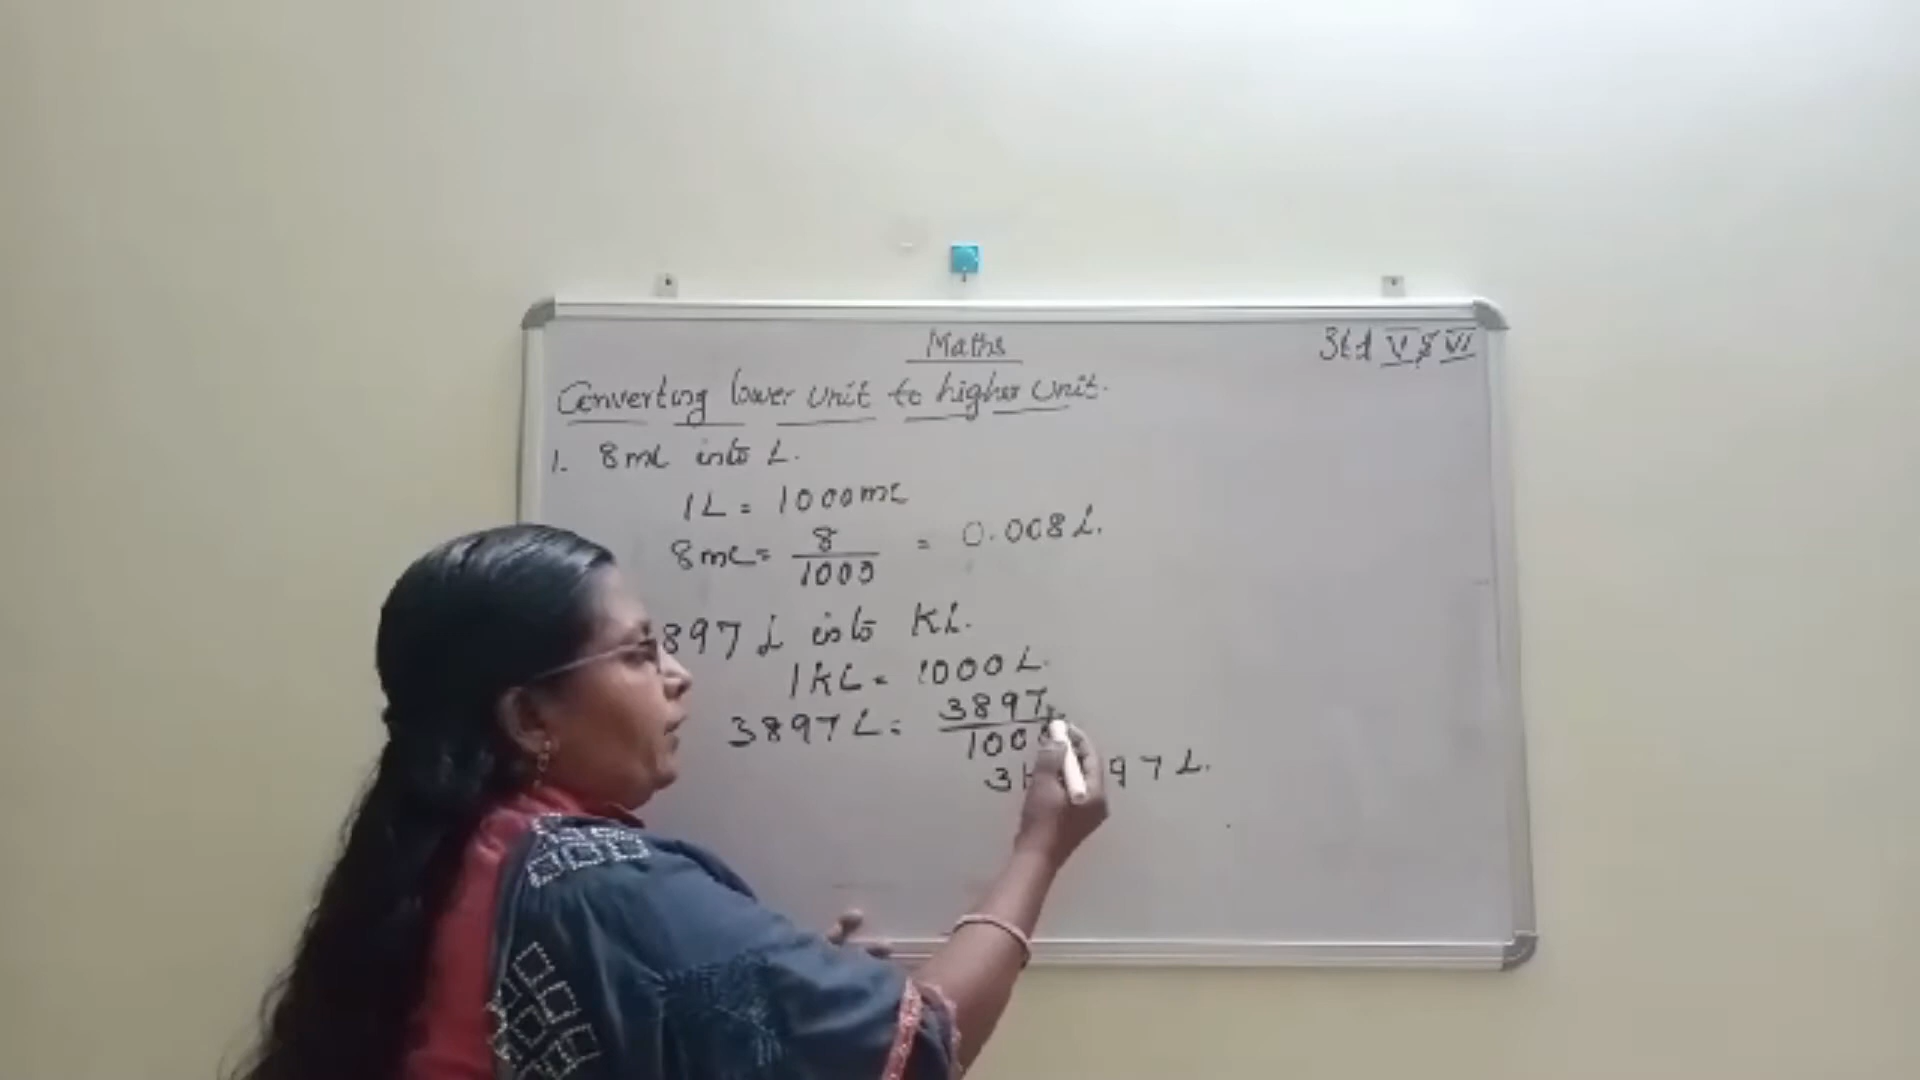 Maths
Std V & VI
Converting lower unit to higher unit.
1. 8ml into L.
1L = 1000ml
8ml = 8/1000 = 0.008L.
897 L into KL.
1KL = 1000L.
3897L = 3897/1000
3 97L.